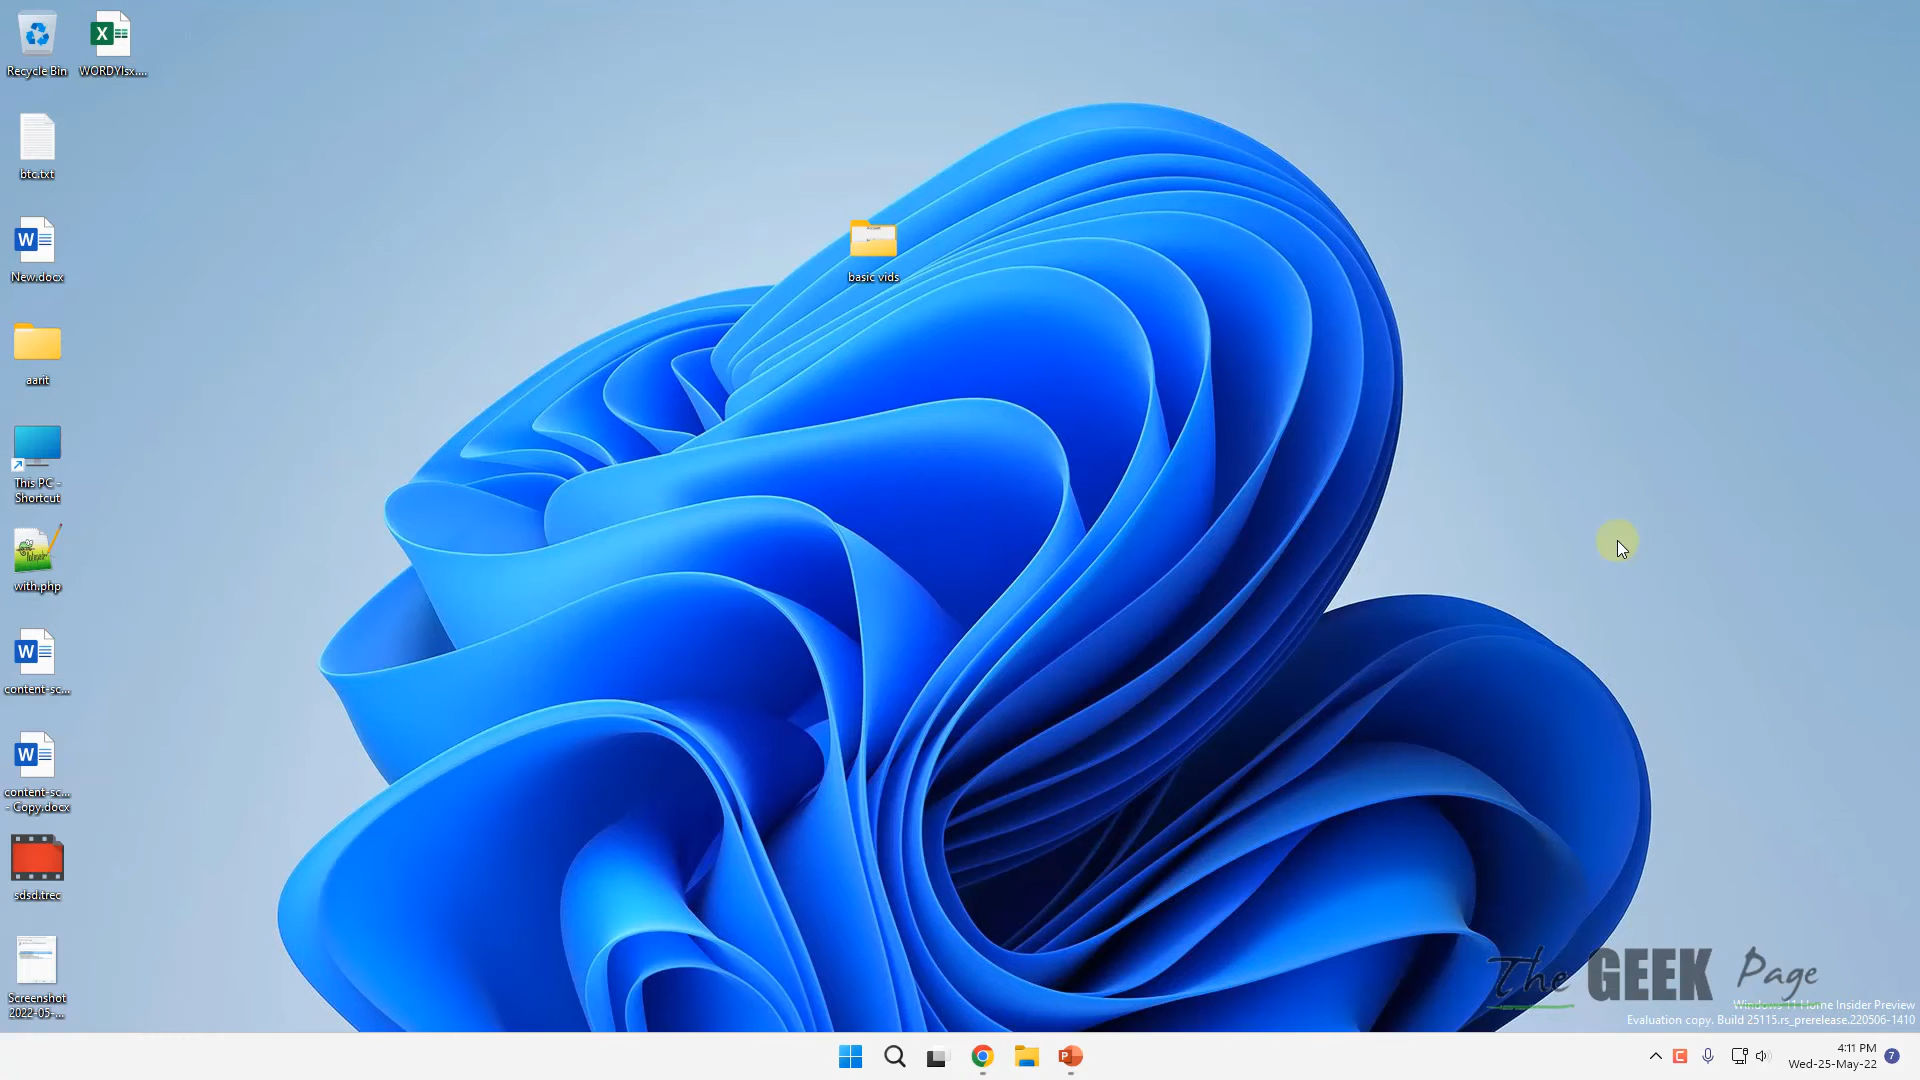 Recycle Bin
WORDYlsx....
btc.txt
New.docx
aarit
This PC -
Shortcut
with.php
content-sc...
content-sc...
- Copy.docx
sdsd.trec
Screenshot
2022-05-...
basic vids
The GEEK Page
Windows 11 Home Insider Preview
Evaluation copy. Build 25115.rs_prerelease.220506-1410
4:11 PM
Wed-25-May-22
7